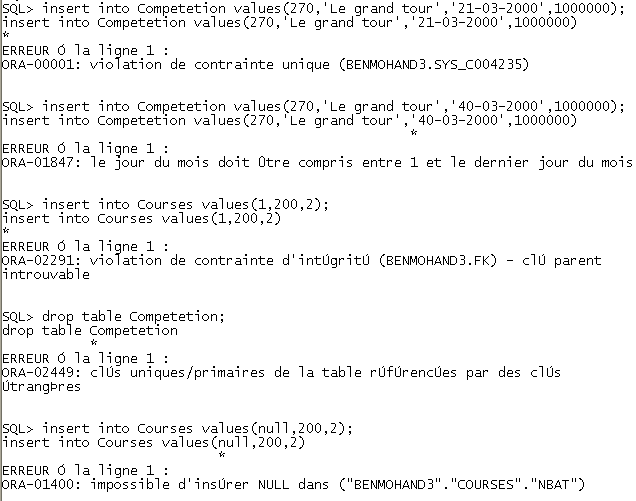 SQL> insert into Competetion values(270,'Le grand tour','21-03-2000',1000000);
insert into Competetion values(270,'Le grand tour','21-03-2000',1000000)
*
ERREUR Ó la ligne 1 :
ORA-00001: violation de contrainte unique (BENMOHAND3.SYS_C004235)
SQL> insert into Competetion values(270,'Le grand tour','40-03-2000',1000000);
insert into Competetion values(270,'Le grand tour','40-03-2000',1000000)
*
ERREUR Ó la ligne 1 :
ORA-01847: le jour du mois doit Ûtre compris entre 1 et le dernier jour du mois
SQL> insert into Courses values(1,200,2);
insert into Courses values(1,200,2)
*
ERREUR Ó la ligne 1 :
ORA-02291: violation de contrainte d'intÚgritÚ (BENMOHAND3.FK) - clÚ parent
introuvable
SQL> drop table Competetion;
drop table Competetion
*
ERREUR Ó la ligne 1 :
ORA-02449: clÚs uniques/primaires de la table rÚfÚrencÚes par des clÚs
ÚtrangÞres
SQL> insert into Courses values(null,200,2);
insert into Courses values(null,200,2)
*
ERREUR Ó la ligne 1 :
ORA-01400: impossible d'insÚrer NULL dans ("BENMOHAND3"."COURSES"."NBAT")